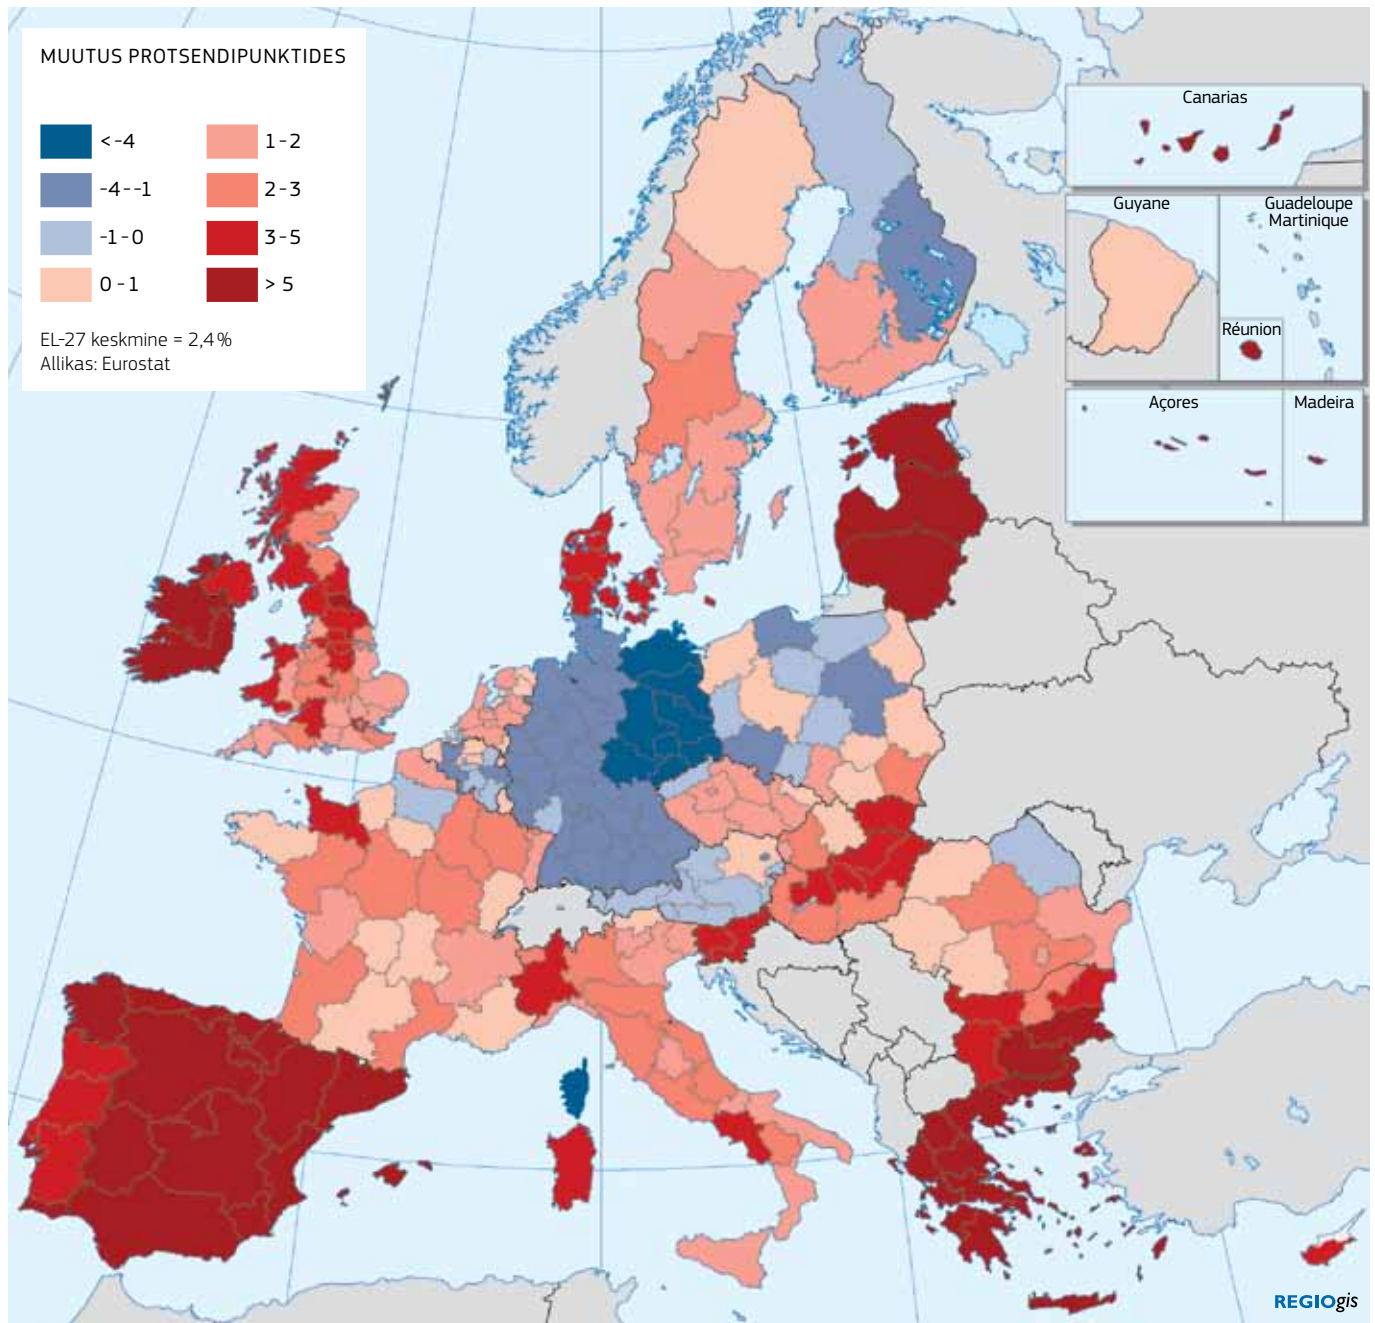 MUUTUS PROTSENDIPUNKTIDES
< -4
-4 - -1
-1 - 0
0 - 1
1 - 2
2 - 3
3 - 5
> 5
EL-27 keskmine = 2,4 %
Allikas: Eurostat
Canarias
Guyane
Guadeloupe
Martinique
Réunion
Açores
Madeira
REGIOgis